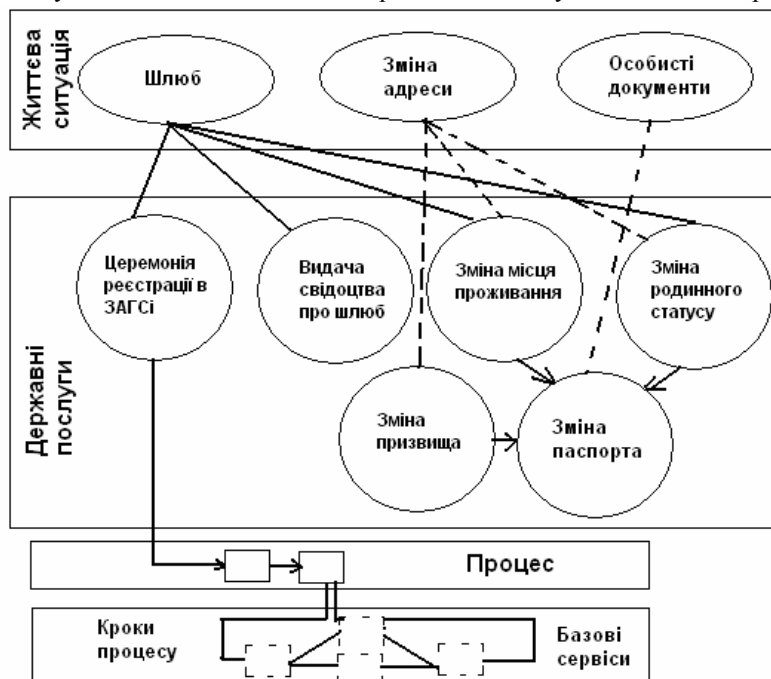 Життєва
ситуація
Шлюб
Зміна
адреси
Особисті
документи
Державні
послуги
Церемонія
реєстрації в
ЗАГСі
Видача
свідоцтва
про шлюб
Зміна місця
проживання
Зміна
родинного
статусу
Зміна
призвища
Зміна
паспорта
Процес
Кроки
процесу
Базові
сервіси